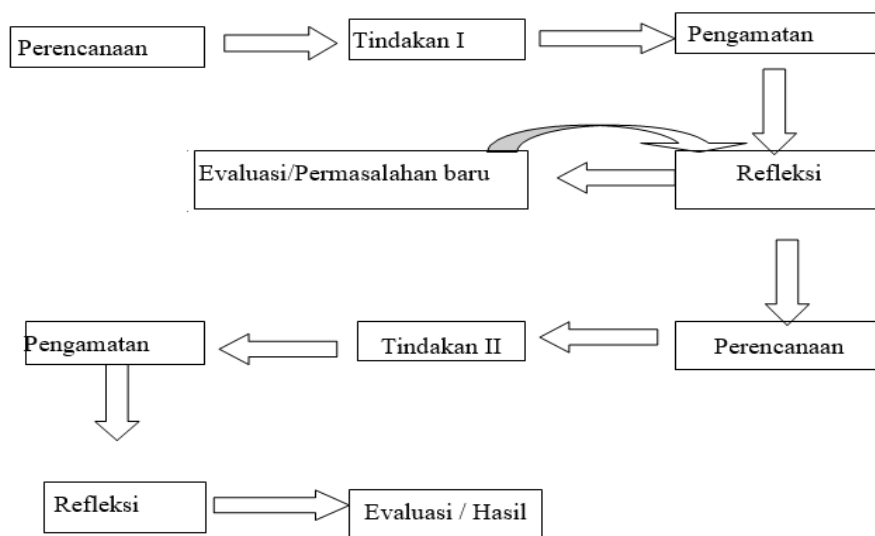 Perencanaan
Tindakan I
Pengamatan
Evaluasi/Permasalahan baru
Refleksi
Pengamatan
Tindakan II
Perencanaan
Refleksi
Evaluasi / Hasil